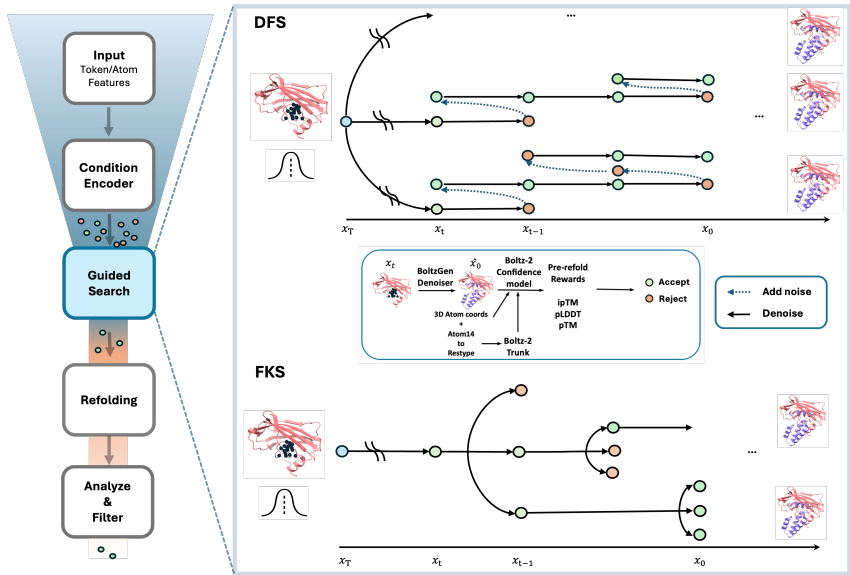 Input
Token/Atom
Features
Condition
Encoder
Guided
Search
Refolding
Analyze
&
Filter
DFS
...
...
x_T
x_t
x_{t-1}
x_0
x_t
BoltzGen
Denoiser
x̂_0
3D Atom coords
+
Atom14
to
Restype
Boltz-2
Confidence
model
Boltz-2
Trunk
Pre-refold
Rewards
ipTM
pLDDT
pTM
Accept
Reject
Add noise
Denoise
FKS
...
x_T
x_t
x_{t-1}
x_0